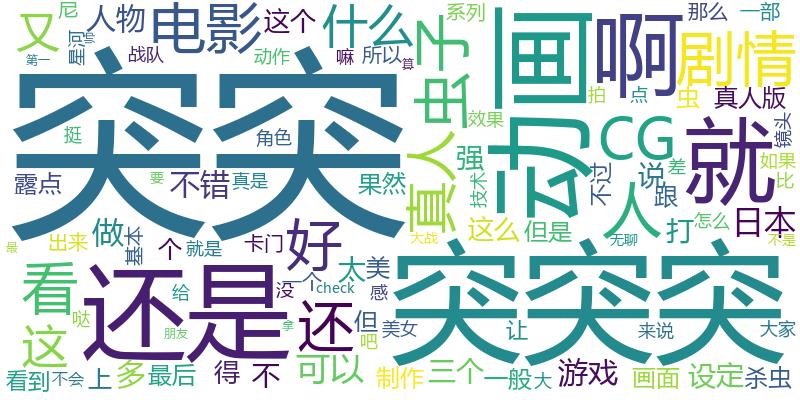 尼
又
人物
电影
这个
什么
系列
那么
一部
星河
帅
战队
第一
动作
嘛
所以
算
虫子
动画
啊
剧情
突突
挺
角色
效果
拍
点
虫
真人版
镜头
CG
就
真人
强
技术
不过
说
差
如果
露点
要
不错
真是
果然
跟
比
人
最
出来
做
基本
个
就是
卡门
好
太
美
大战
这么
但是
无聊
打
怎么
日本
不是
看
还是
给
没
一个
check
感
还
但
美女
突突突
哒
朋友
拿
吧
让
来说
大家
这
看到
不会
上
多
最后
得
不
可以
制作
三个
一般
大
游戏
画面
设定
杀虫